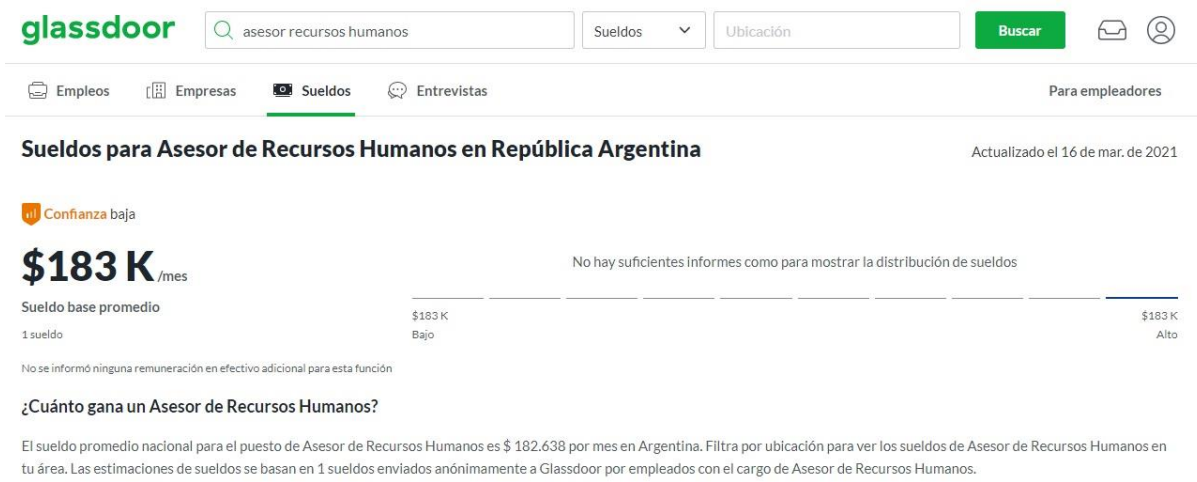 glassdoor
asesor recursos humanos
Sueldos
Ubicación
Buscar
Empleos
Empresas
Sueldos
Entrevistas
Para empleadores
Sueldos para Asesor de Recursos Humanos en República Argentina
Actualizado el 16 de mar. de 2021
Confianza baja
$183 K /mes
Sueldo base promedio
1 sueldo
No hay suficientes informes como para mostrar la distribución de sueldos
$183 K
Bajo
$183 K
Alto
No se informó ninguna remuneración en efectivo adicional para esta función
¿Cuánto gana un Asesor de Recursos Humanos?
El sueldo promedio nacional para el puesto de Asesor de Recursos Humanos es $ 182.638 por mes en Argentina. Filtra por ubicación para ver los sueldos de Asesor de Recursos Humanos en
tu área. Las estimaciones de sueldos se basan en 1 sueldos enviados anónimamente a Glassdoor por empleados con el cargo de Asesor de Recursos Humanos.